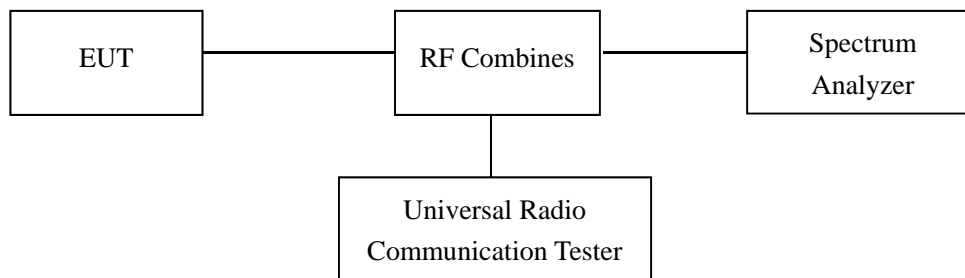 EUT
RF Combines
Spectrum
Analyzer
Universal Radio
Communication Tester